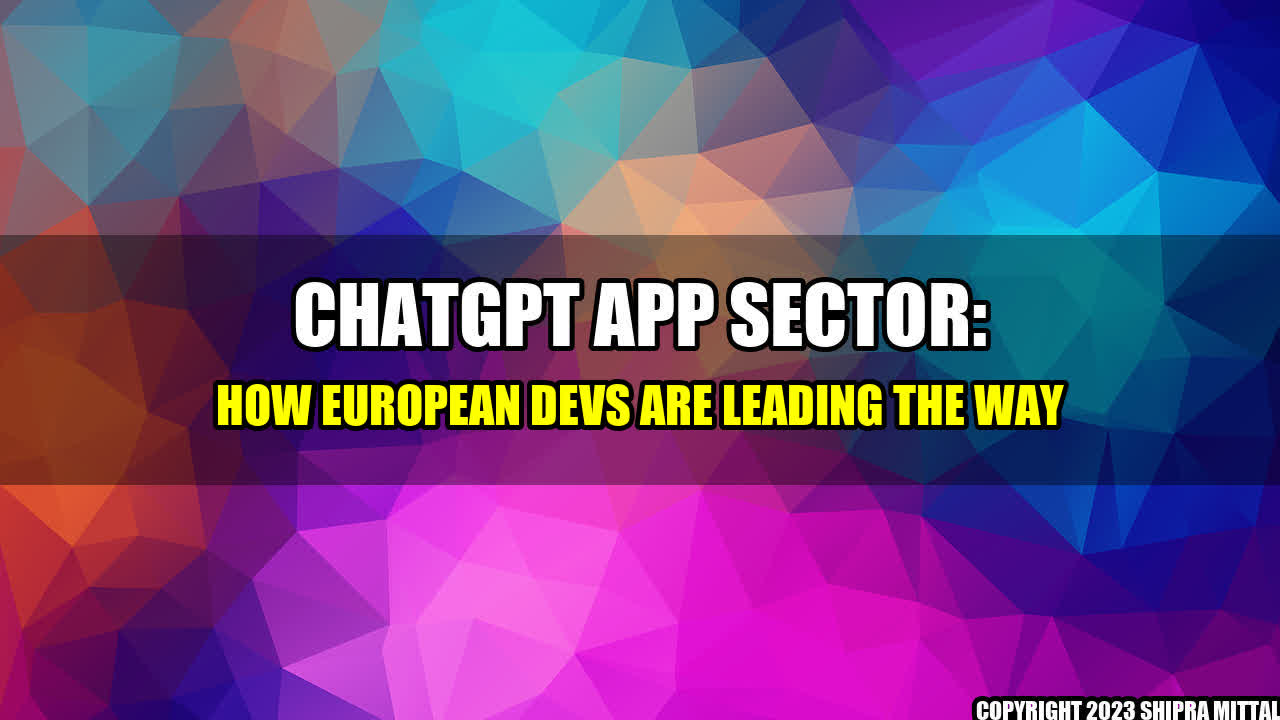 CHATGPT APP SECTOR:
HOW EUROPEAN DEVS ARE LEADING THE WAY
COPYRIGHT 2023 SHIPRA MITTAL